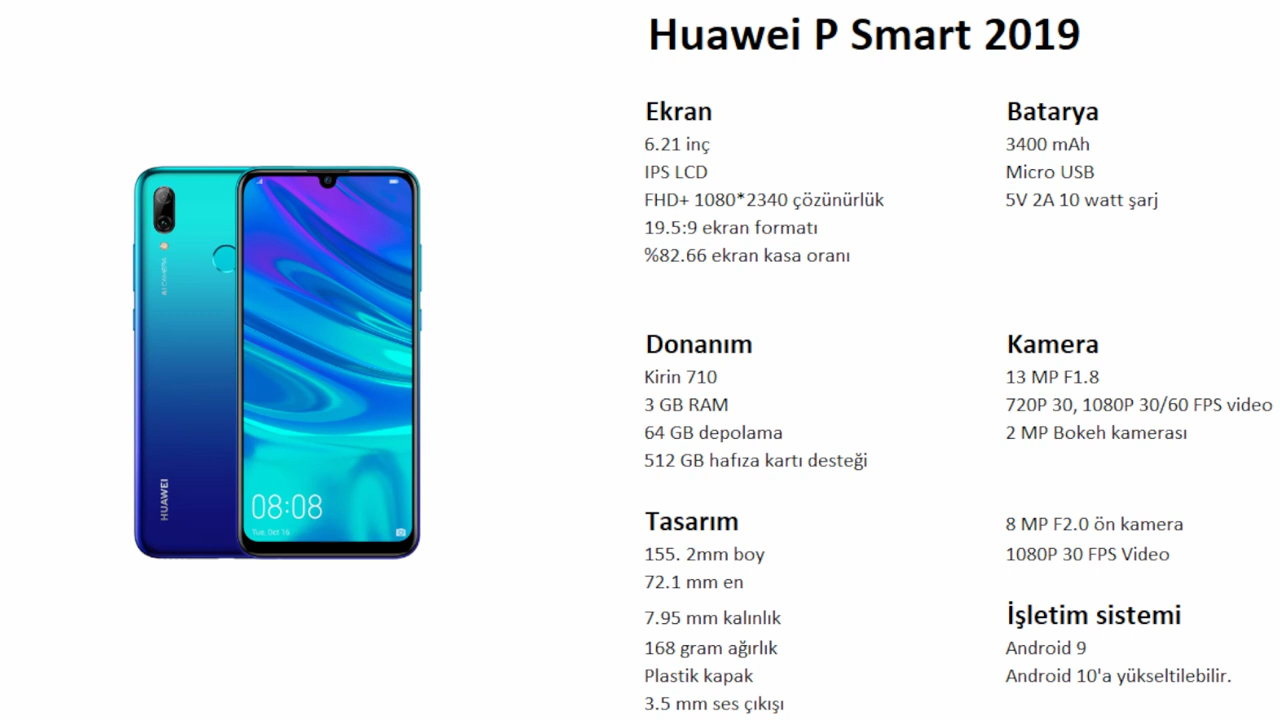 Huawei P Smart 2019
Ekran
6.21 inç
IPS LCD
FHD+ 1080*2340 çözünürlük
19.5:9 ekran formatı
%82.66 ekran kasa oranı
Batarya
3400 mAh
Micro USB
5V 2A 10 watt şarj
Donanım
Kirin 710
3 GB RAM
64 GB depolama
512 GB hafıza kartı desteği
Kamera
13 MP F1.8
720P 30, 1080P 30/60 FPS video
2 MP Bokeh kamerası
8 MP F2.0 ön kamera
1080P 30 FPS Video
Tasarım
155. 2mm boy
72.1 mm en
7.95 mm kalınlık
168 gram ağırlık
Plastik kapak
3.5 mm ses çıkışı
İşletim sistemi
Android 9
Android 10'a yükseltilebilir.
AI CAMERA
HUAWEI
08:08
Tue, Oct 16